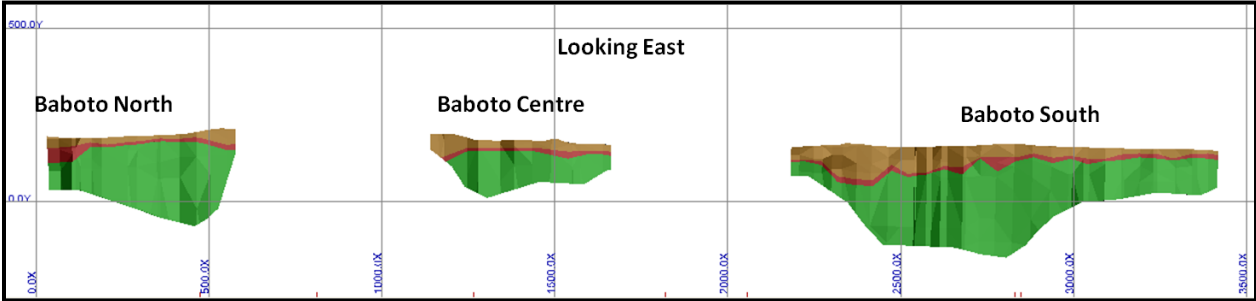 500.0Y
Looking East
Baboto North
Baboto Centre
Baboto South
0.0Y
0.0X
500.0X
1000.0X
1500.0X
2000.0X
2500.0X
3000.0X
3500.0X